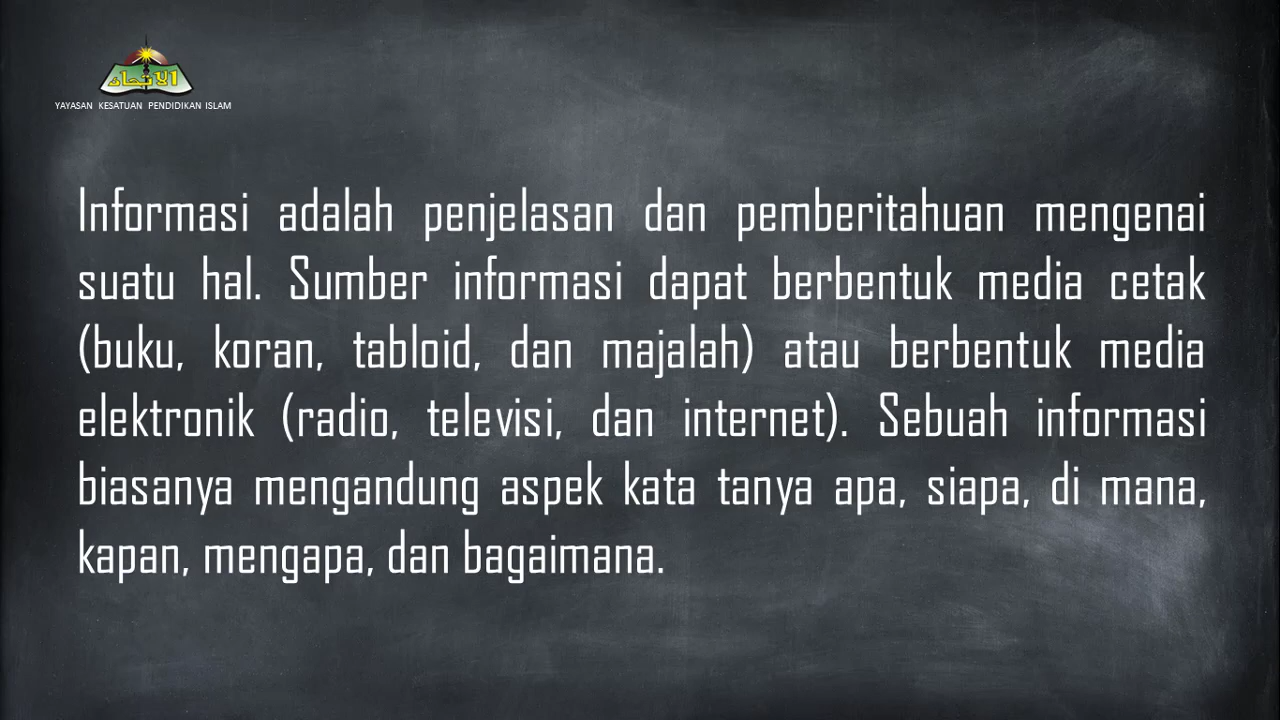 الاتحاد
YAYASAN KESATUAN PENDIDIKAN ISLAM
Informasi adalah penjelasan dan pemberitahuan mengenai
suatu hal. Sumber informasi dapat berbentuk media cetak
(buku, koran, tabloid, dan majalah) atau berbentuk media
elektronik (radio, televisi, dan internet). Sebuah informasi
biasanya mengandung aspek kata tanya apa, siapa, di mana,
kapan, mengapa, dan bagaimana.